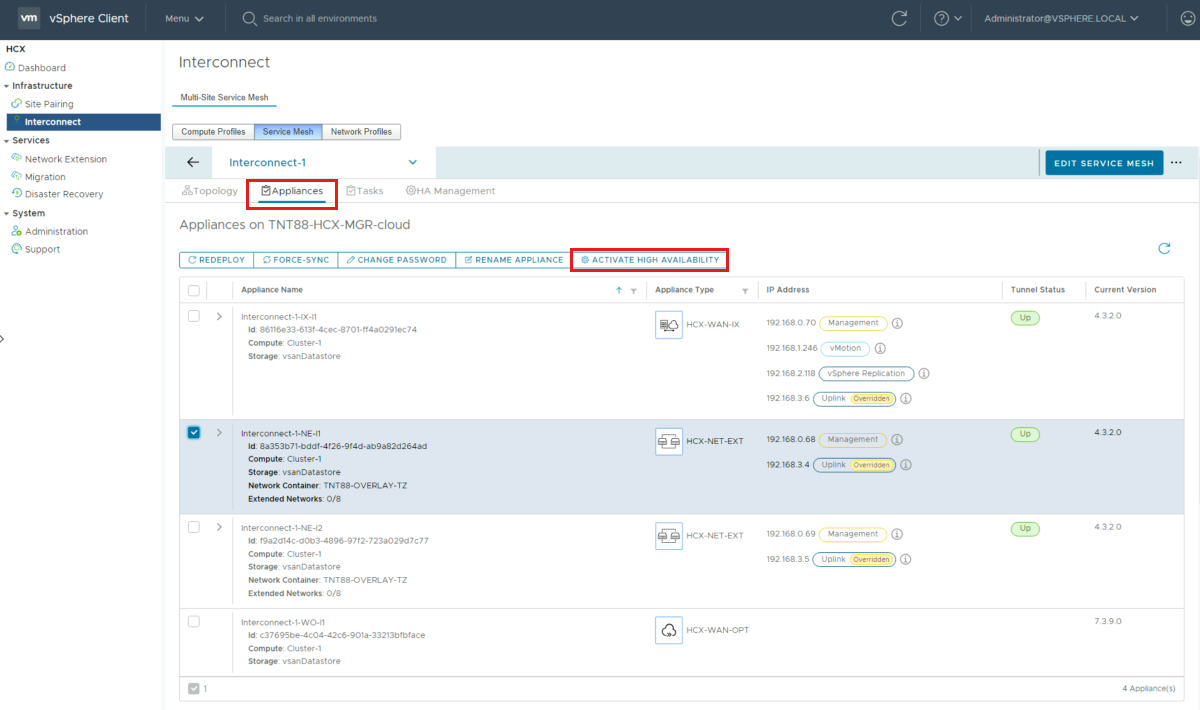 vm vSphere Client Menu Search in all environments Administrator@VSPHERE.LOCAL
HCX
Dashboard
Infrastructure
Site Pairing
Interconnect
Services
Network Extension
Migration
Disaster Recovery
System
Administration
Support
Interconnect
Multi-Site Service Mesh
Compute Profiles Service Mesh Network Profiles
Interconnect-1 EDIT SERVICE MESH ...
Topology Appliances Tasks HA Management
Appliances on TNT88-HCX-MGR-cloud
REDEPLOY FORCE-SYNC CHANGE PASSWORD RENAME APPLIANCE ACTIVATE HIGH AVAILABILITY
Appliance Name Appliance Type IP Address Tunnel Status Current Version
Interconnect-1-IX-I1
Id: 86116e33-613f-4cec-8701-ff4a0291ec74
Compute: Cluster-1
Storage: vsanDatastore
HCX-WAN-IX
192.168.0.70 Management
192.168.1.246 vMotion
192.168.2.118 vSphere Replication
192.168.3.6 Uplink Overridden
Up
4.3.2.0
Interconnect-1-NE-I1
Id: 8a353b71-bddf-4f26-9f4d-ab9a82d264ad
Compute: Cluster-1
Storage: vsanDatastore
Network Container: TNT88-OVERLAY-TZ
Extended Networks: 0/8
HCX-NET-EXT
192.168.0.68 Management
192.168.3.4 Uplink Overridden
Up
4.3.2.0
Interconnect-1-NE-I2
Id: f9a2d14c-d0b3-4896-97f2-723a029d7c77
Compute: Cluster-1
Storage: vsanDatastore
Network Container: TNT88-OVERLAY-TZ
Extended Networks: 0/8
HCX-NET-EXT
192.168.0.69 Management
192.168.3.5 Uplink Overridden
Up
4.3.2.0
Interconnect-1-WO-I1
Id: c37695be-4c04-42c6-901a-33213bfbface
Compute: Cluster-1
Storage: vsanDatastore
HCX-WAN-OPT
7.3.9.0
1 4 Appliance(s)